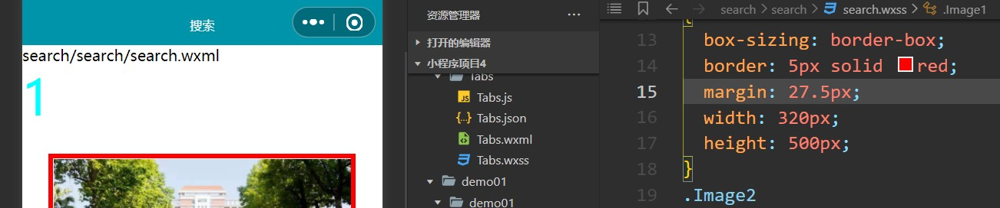 搜索
search/search/search.wxml
1
资源管理器
打开的编辑器
小程序项目4
Tabs
Tabs.js
Tabs.json
Tabs.wxml
Tabs.wxss
demo01
demo01
search > search > search.wxss > .Image1
{
13 box-sizing: border-box;
14 border: 5px solid red;
15 margin: 27.5px;
16 width: 320px;
17 height: 500px;
18 }
19 .Image2